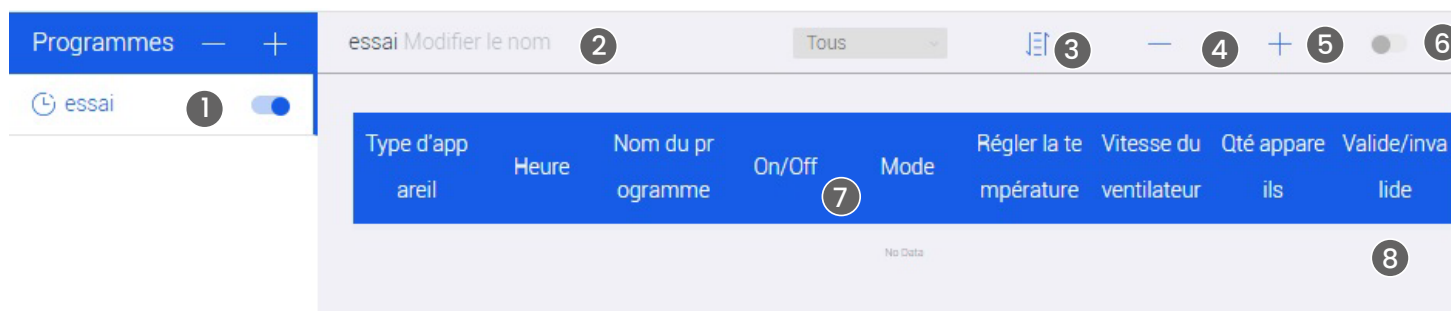 Programmes — +
essai Modifier le nom 2 Tous 3 — 4 + 5 6
essai 1
Type d'app
areil
Heure
Nom du pr
ogramme
On/Off
7
Mode
Régler la te
mpérature
Vitesse du
ventilateur
Qté appare
ils
Valide/inva
lide
No Data
8